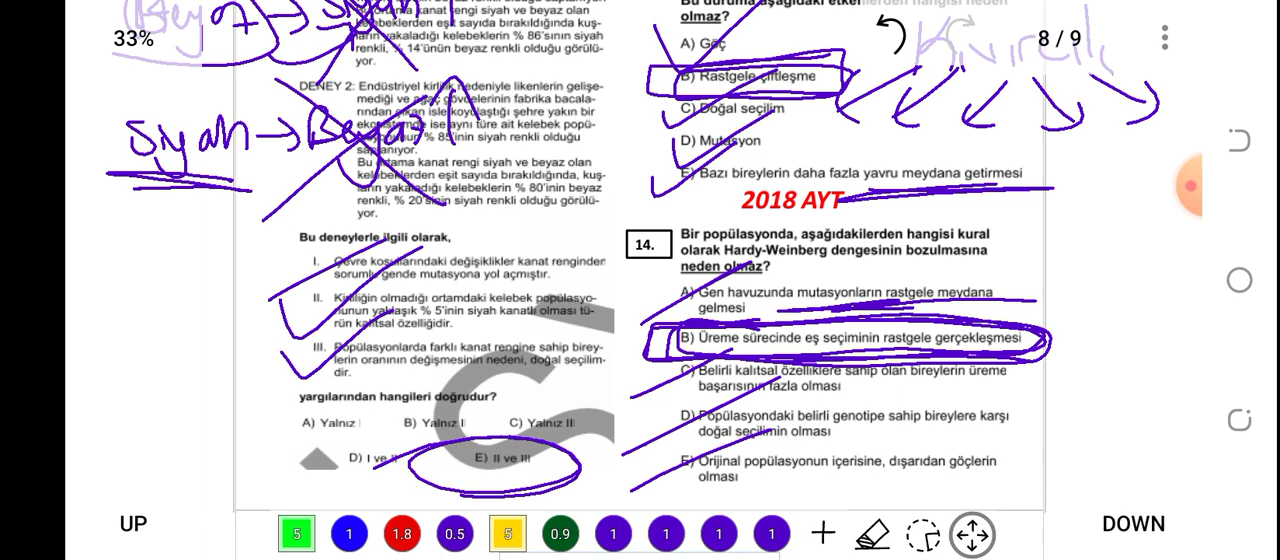 33%
8 / 9
kanat rengi siyah ve beyaz olan
kelebeklerden eşit sayıda bırakıldığında kuş-
ların yakaladığı kelebeklerin % 86'sının siyah
renkli, % 14'ünün beyaz renkli olduğu görülü-
yor.
DENEY 2: Endüstriyel kirlilik nedeniyle likenlerin gelişe-
mediği ve ağaç gövdelerinin fabrika bacala-
rından çıkan isle koyulaştığı şehre yakın bir
ekosistemde ise aynı türe ait kelebek popü-
lasyonunun % 85'inin siyah renkli olduğu
saptanıyor.
Bu ortama kanat rengi siyah ve beyaz olan
kelebeklerden eşit sayıda bırakıldığında, kuş-
ların yakaladığı kelebeklerin % 80'inin beyaz
renkli, % 20'sinin siyah renkli olduğu görülü-
yor.
Siyah → Beyaz
Bu deneylerle ilgili olarak,
I. Çevre koşullarındaki değişiklikler kanat renginden
sorumlu gende mutasyona yol açmıştır.
II. Kirliliğin olmadığı ortamdaki kelebek popülasyo-
nunun yaklaşık % 5'inin siyah kanatlı olması tü-
rün kalıtsal özelliğidir.
III. Popülasyonlarda farklı kanat rengine sahip birey-
lerin oranının değişmesinin nedeni, doğal seçilim-
dir.
yargılarından hangileri doğrudur?
A) Yalnız I B) Yalnız II C) Yalnız III
D) I ve II E) II ve III
Bu duruma aşağıdaki etkenlerden hangisi neden
olmaz?
A) Göç
B) Rastgele çiftleşme
C) Doğal seçilim
D) Mutasyon
E) Bazı bireylerin daha fazla yavru meydana getirmesi
2018 AYT
14. Bir popülasyonda, aşağıdakilerden hangisi kural
olarak Hardy-Weinberg dengesinin bozulmasına
neden olmaz?
A) Gen havuzunda mutasyonların rastgele meydana
gelmesi
B) Üreme sürecinde eş seçiminin rastgele gerçekleşmesi
C) Belirli kalıtsal özelliklere sahip olan bireylerin üreme
başarısının fazla olması
D) Popülasyondaki belirli genotipe sahip bireylere karşı
doğal seçilimin olması
E) Orijinal popülasyonun içerisine, dışarıdan göçlerin
olması
UP
5 1 1.8 0.5 5 0.9 1 1 1 1
DOWN